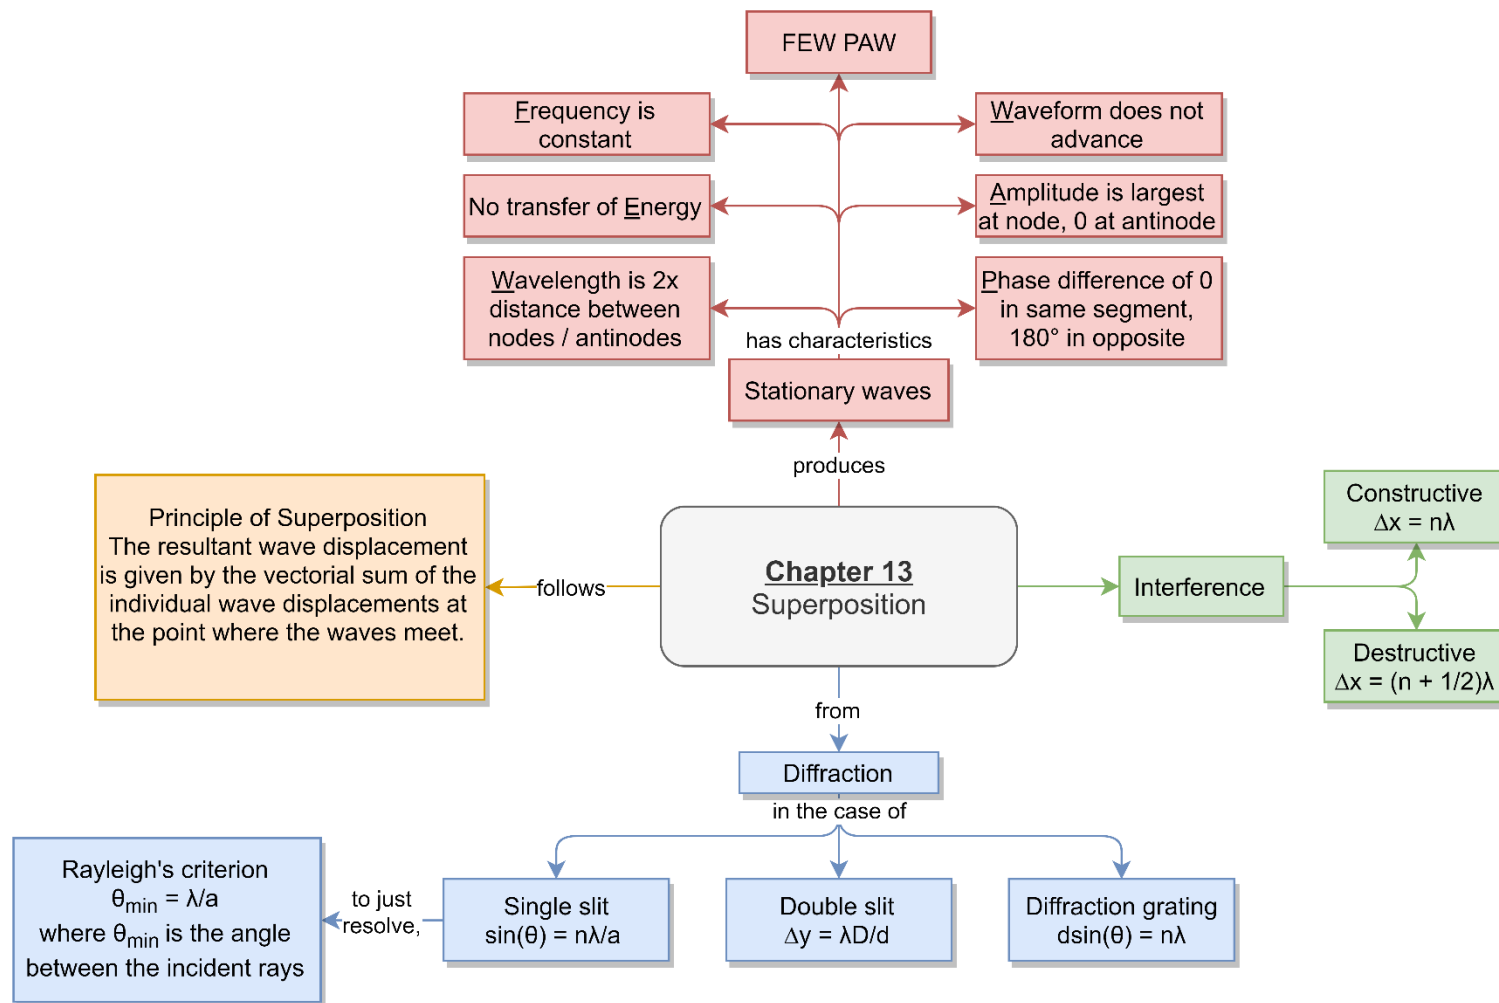 FEW PAW
Frequency is
constant
Waveform does not
advance
No transfer of Energy
Amplitude is largest
at node, 0 at antinode
Wavelength is 2x
distance between
nodes / antinodes
Phase difference of 0
in same segment,
180° in opposite
has characteristics
Stationary waves
produces
Principle of Superposition
The resultant wave displacement
is given by the vectorial sum of the
individual wave displacements at
the point where the waves meet.
follows
Chapter 13
Superposition
Interference
Constructive
Δx = nλ
Destructive
Δx = (n + 1/2)λ
from
Diffraction
in the case of
Rayleigh's criterion
θmin = λ/a
where θmin is the angle
between the incident rays
to just
resolve,
Single slit
sin(θ) = nλ/a
Double slit
Δy = λD/d
Diffraction grating
dsin(θ) = nλ